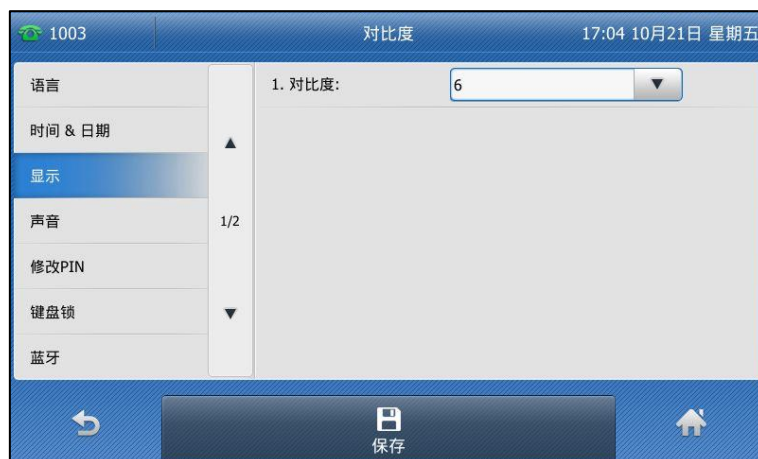 1003 对比度 17:04 10月21日 星期五
语言
1. 对比度: 6
时间 & 日期
显示
声音
1/2
修改PIN
键盘锁
蓝牙
保存